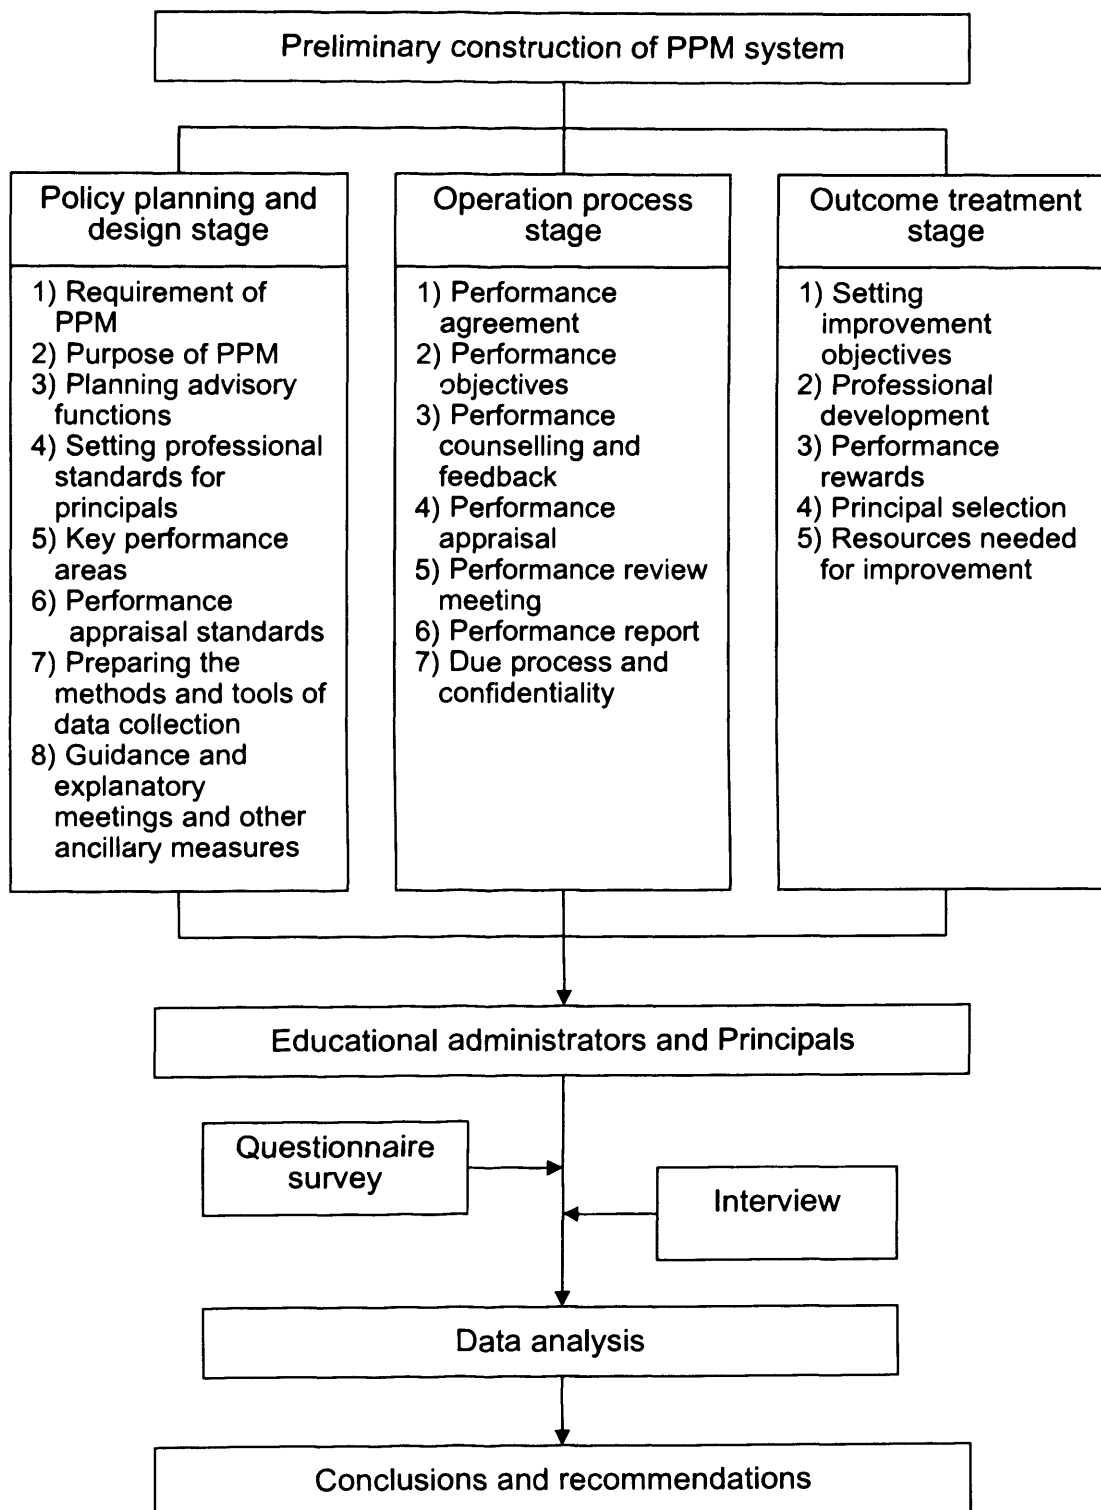 Preliminary construction of PPM system
Policy planning and
design stage
1) Requirement of
PPM
2) Purpose of PPM
3) Planning advisory
functions
4) Setting professional
standards for
principals
5) Key performance
areas
6) Performance
appraisal standards
7) Preparing the
methods and tools of
data collection
8) Guidance and
explanatory
meetings and other
ancillary measures
Operation process
stage
1) Performance
agreement
2) Performance
objectives
3) Performance
counselling and
feedback
4) Performance
appraisal
5) Performance review
meeting
6) Performance report
7) Due process and
confidentiality
Outcome treatment
stage
1) Setting
improvement
objectives
2) Professional
development
3) Performance
rewards
4) Principal selection
5) Resources needed
for improvement
Educational administrators and Principals
Questionnaire
survey
Interview
Data analysis
Conclusions and recommendations